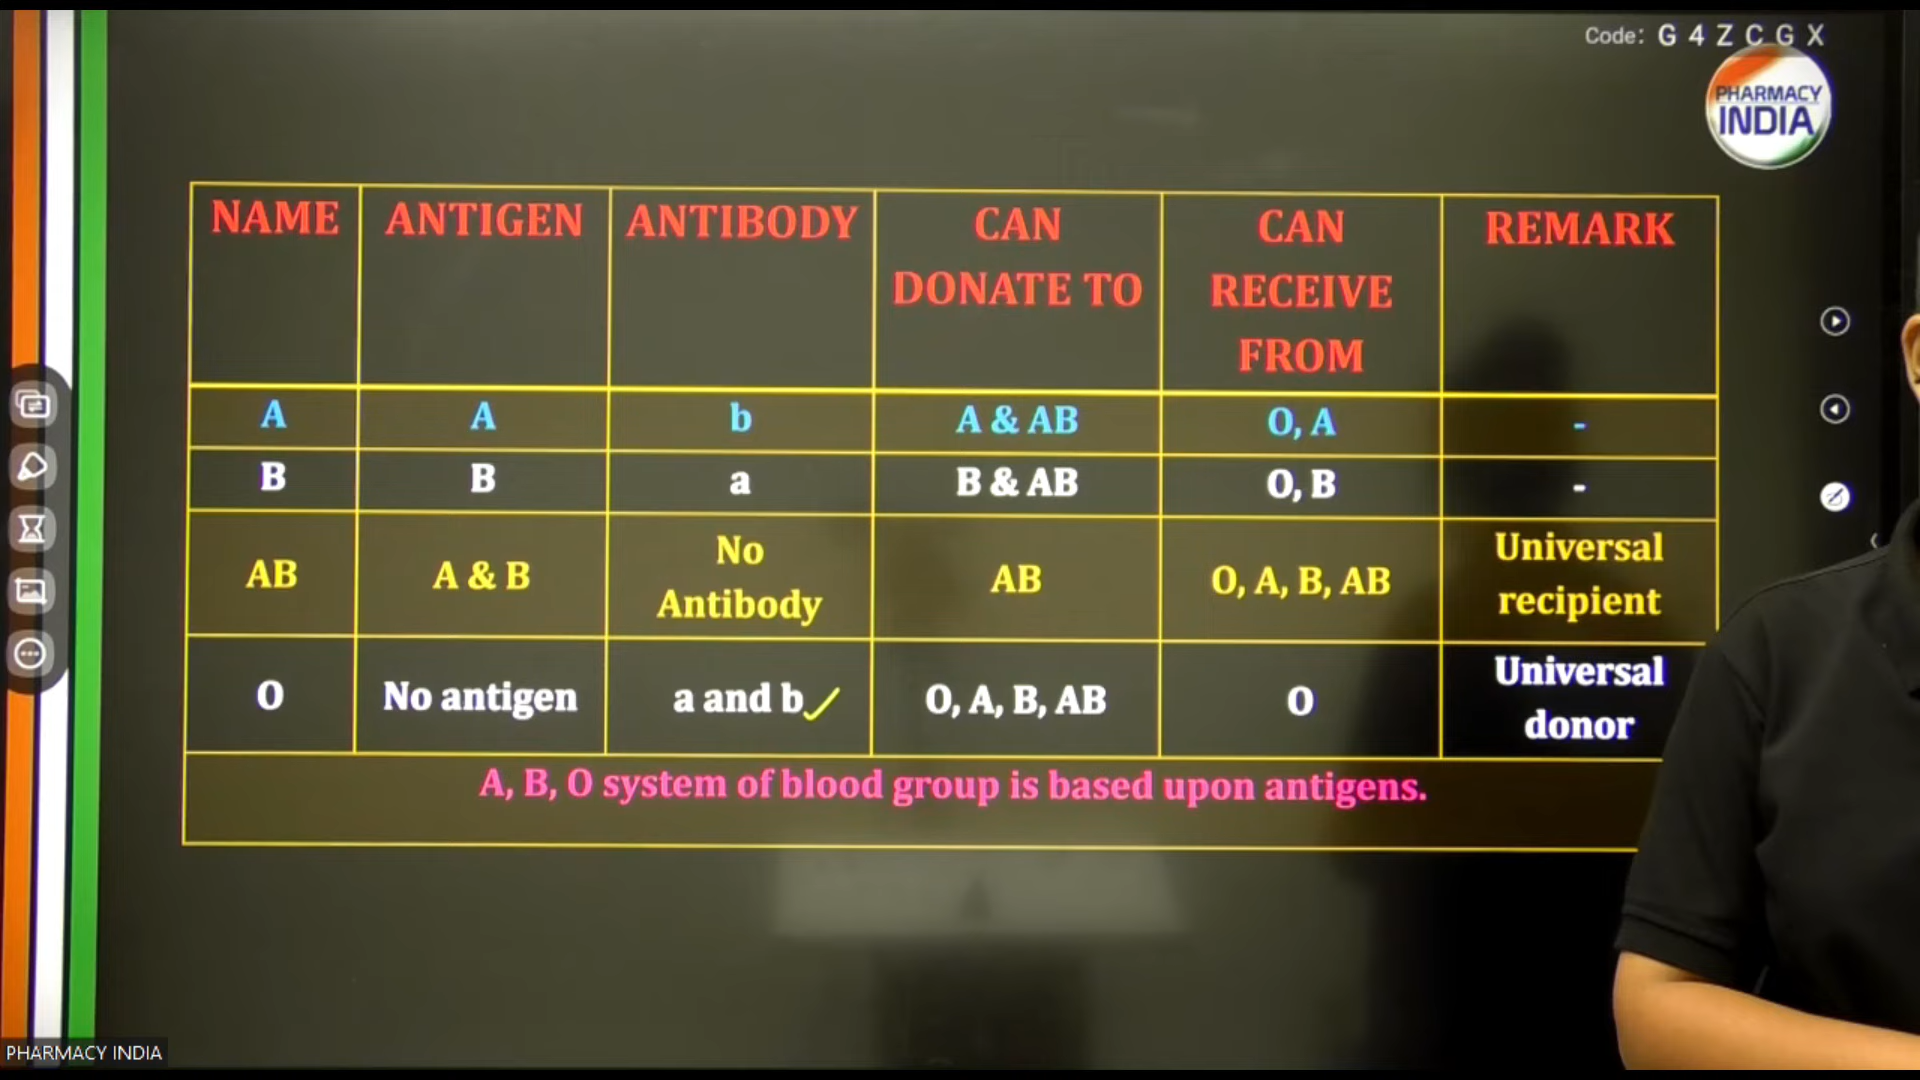 Code: G 4 Z C G X
PHARMACY
INDIA
NAME ANTIGEN ANTIBODY CAN DONATE TO CAN RECEIVE FROM REMARK
A A b A & AB O, A -
B B a B & AB O, B -
AB A & B No Antibody AB O, A, B, AB Universal recipient
O No antigen a and b O, A, B, AB O Universal donor
A, B, O system of blood group is based upon antigens.
PHARMACY INDIA